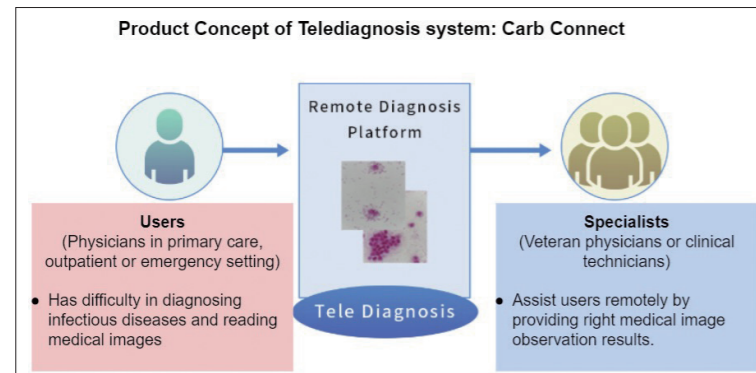 Product Concept of Telediagnosis system: Carb Connect
Remote Diagnosis
Platform
Tele Diagnosis
Users
(Physicians in primary care,
outpatient or emergency setting)
● Has difficulty in diagnosing
infectious diseases and reading
medical images
Specialists
(Veteran physicians or clinical
technicians)
● Assist users remotely by
providing right medical image
observation results.